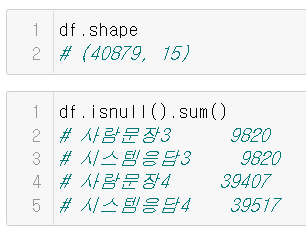 1 df.shape
2 # (40879, 15)
1 df.isnull().sum()
2 # 사람문장3 9820
3 # 시스템응답3 9820
4 # 사람문장4 39407
5 # 시스템응답4 39517